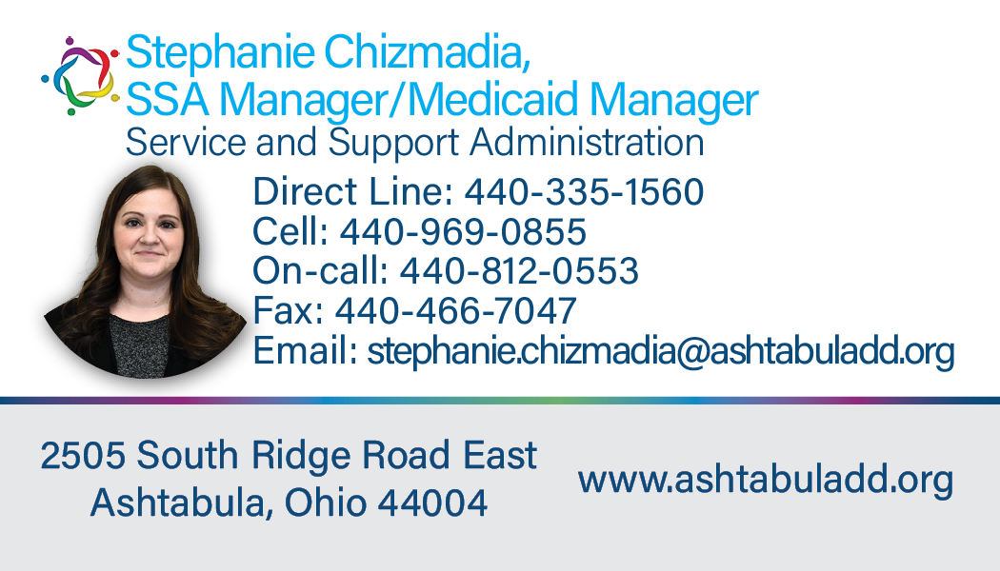 Stephanie Chizmadia,
SSA Manager/Medicaid Manager
Service and Support Administration
Direct Line: 440-335-1560
Cell: 440-969-0855
On-call: 440-812-0553
Fax: 440-466-7047
Email: stephanie.chizmadia@ashtabuladd.org
2505 South Ridge Road East
Ashtabula, Ohio 44004
www.ashtabuladd.org